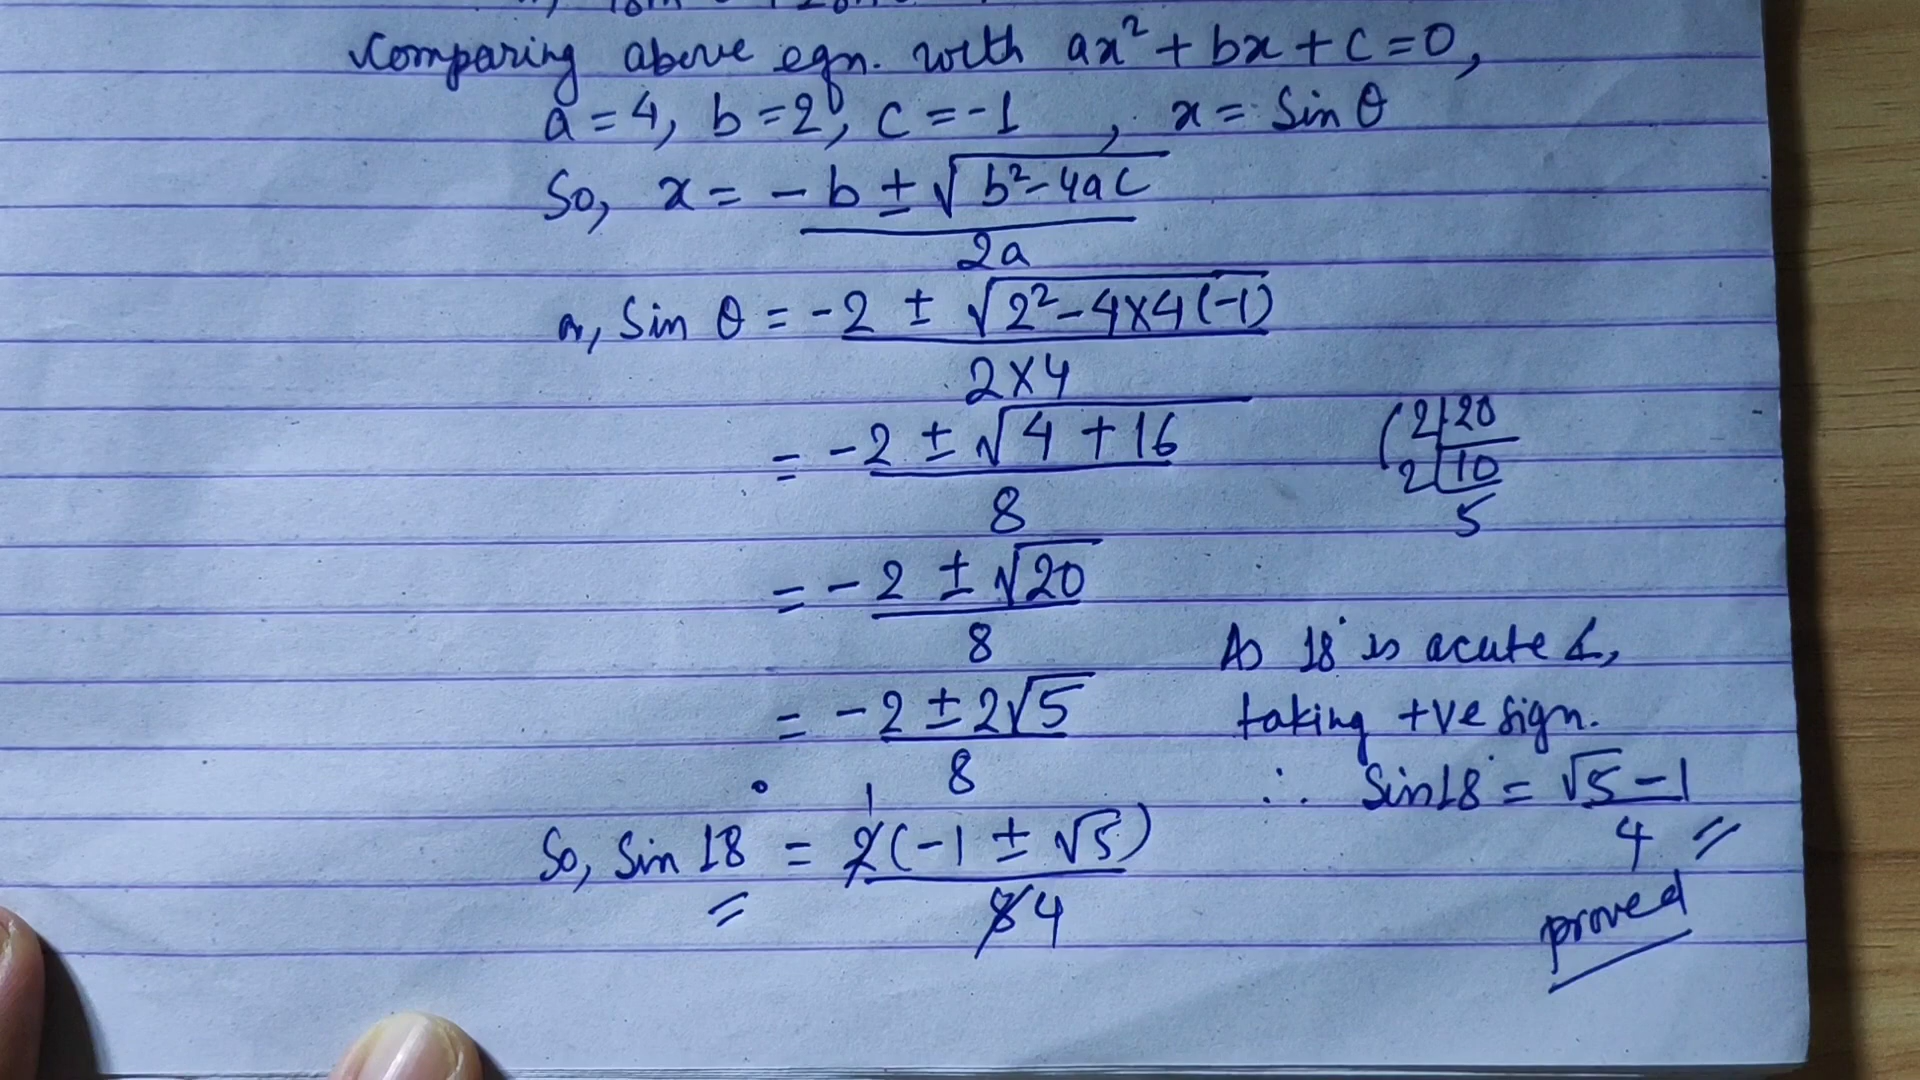 Comparing above eqn. with ax² + bx + c = 0,
a = 4, b = 2, c = -1 , x = Sin θ
So, x = -b ± √(b² - 4ac) / 2a
or, Sin θ = -2 ± √(2² - 4×4(-1)) / 2×4
= -2 ± √(4 + 16) / 8
(2|20
2|10
5
= -2 ± √20 / 8
= -2 ± 2√5 / 8
So, Sin 18° = 2(-1 ± √5) / 8 4
1
As 18° is acute ∠,
taking +ve sign.
∴ Sin18° = √5 - 1 / 4
proved